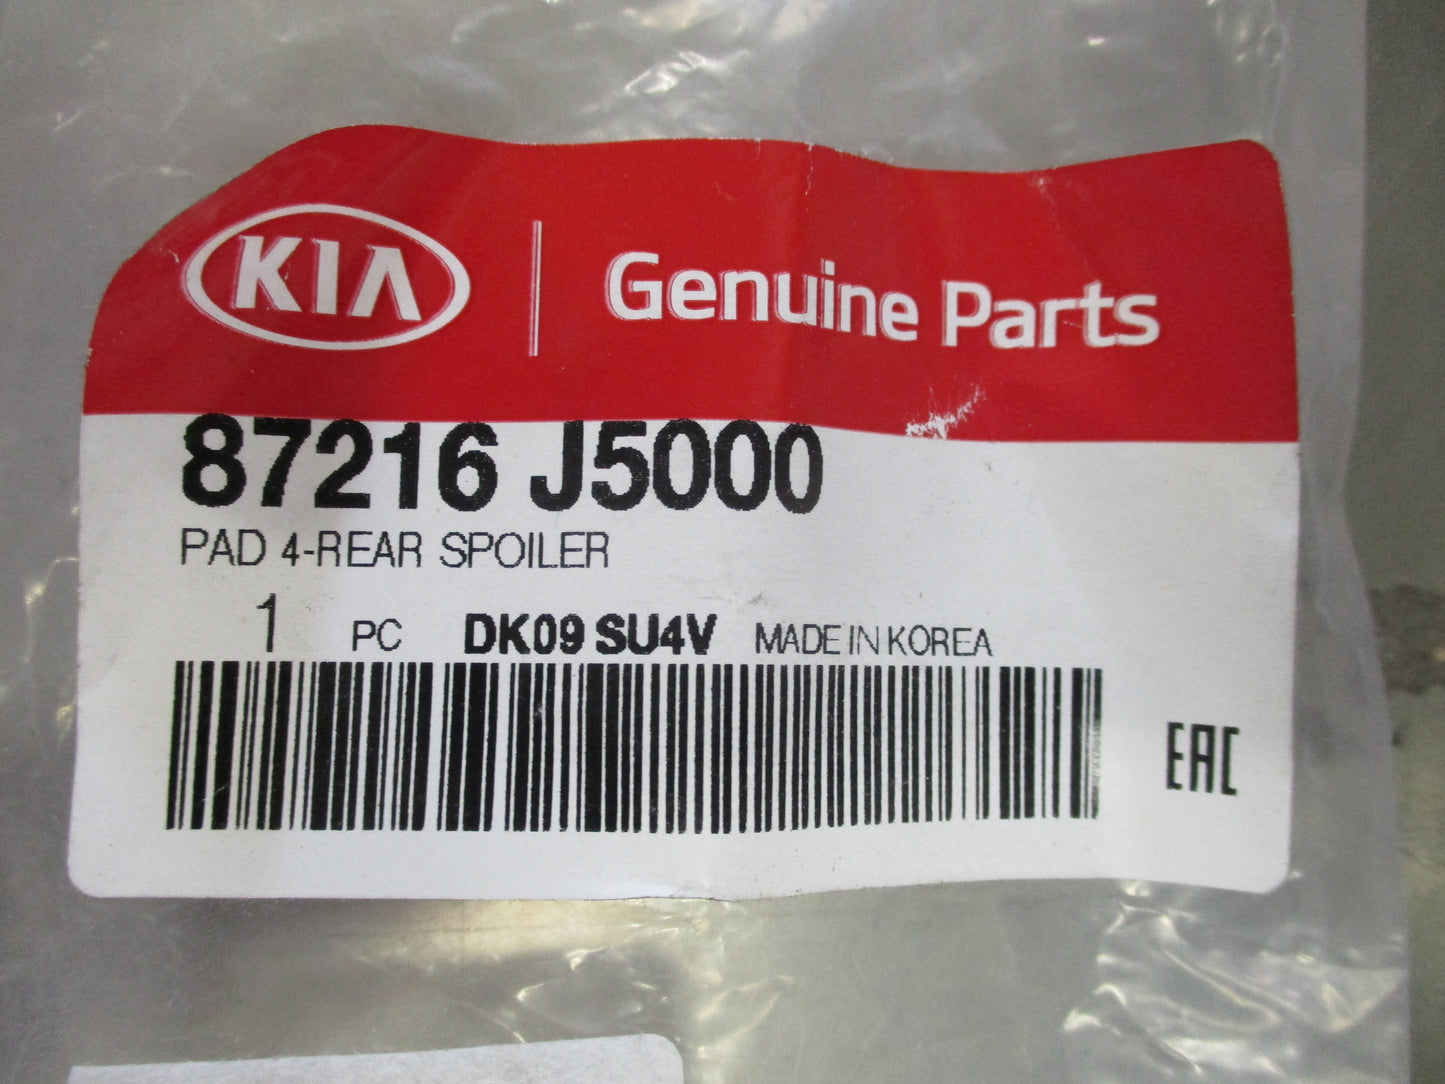 KIA Genuine Parts
87216 J5000
PAD 4-REAR SPOILER
1 PC DK09 SU4V MADE IN KOREA
EAC